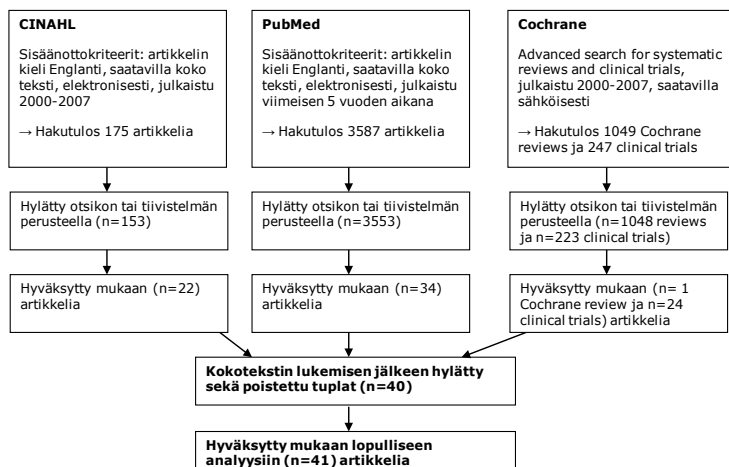 CINAHL
Sisäänottokriteerit: artikkelin
kieli Englanti, saatavilla koko
teksti, elektronisesti, julkaistu
2000-2007
→ Hakutulos 175 artikkelia
PubMed
Sisäänottokriteerit: artikkelin
kieli Englanti, saatavilla koko
teksti, elektronisesti, julkaistu
viimeisen 5 vuoden aikana
→ Hakutulos 3587 artikkelia
Cochrane
Advanced search for systematic
reviews and clinical trials,
julkaistu 2000-2007, saatavilla
sähköisesti
→ Hakutulos 1049 Cochrane
reviews ja 247 clinical trials
Hylätty otsikon tai tiivistelmän
perusteella (n=153)
Hylätty otsikon tai tiivistelmän
perusteella (n=3553)
Hylätty otsikon tai tiivistelmän
perusteella (n=1048 reviews
ja n=223 clinical trials)
Hyväksytty mukaan (n=22)
artikkelia
Hyväksytty mukaan (n=34)
artikkelia
Hyväksytty mukaan (n= 1
Cochrane review ja n=24
clinical trials) artikkelia
Kokotekstin lukemisen jälkeen hylätty
sekä poistettu tuplat (n=40)
Hyväksytty mukaan lopulliseen
analyysiin (n=41) artikkelia